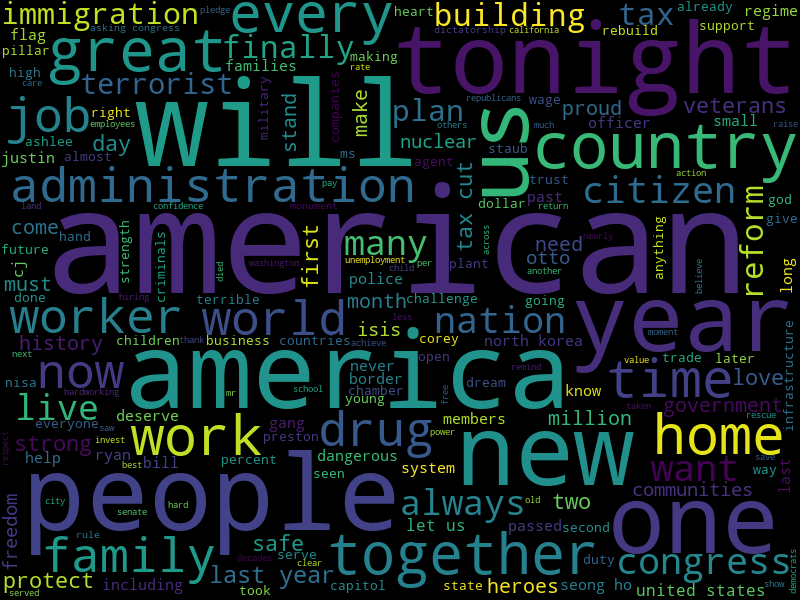 pledge
already
immigration
asking congress
heart
every
building
tax
regime
dictatorship
california
flag
great
finally
tonight
rebuild
support
pillar
families
making
high
care
terrorist
rate
republicans
wage
will
military
companies
us
job
right
employees
stand
make
plan
others
much
proud
veterans
raise
day
officer
small
ashlee
nuclear
country
justin
almost
ms
agent
staub
trust
action
administration
pay
tax cut
past
citizen
god
land
confidence
monument
dollar
return
reform
give
american
come
hand
strength
criminals
first
many
across
need
nearly
anything
believe
long
future
cj
washington
unemployment
child
per
plant
otto
another
must
died
police
done
hiring
terrible
month
challenge
going
year
worker
world
isis
nation
less
corey
moment
infrastructure
history
children
thank
business
countries
achieve
open
north korea
trade
later
next
america
never
border
chamber
dream
remind
value
time
love
nisa
now
hardworking
mr
school
young
free
know
live
deserve
gang
members
million
taken
government
rescue
everyone
saw
work
preston
drug
power
new
home
respect
strong
invest
dangerous
want
save
last
help
ryan
best
bill
percent
seen
system
way
people
city
senate
hard
always
old
two
communities
one
let us
passed
second
freedom
rule
safe
family
decades
serve
clear
together
duty
congress
democrats
protect
including
last year
capitol
state
heroes
seong ho
united states
show
served
took